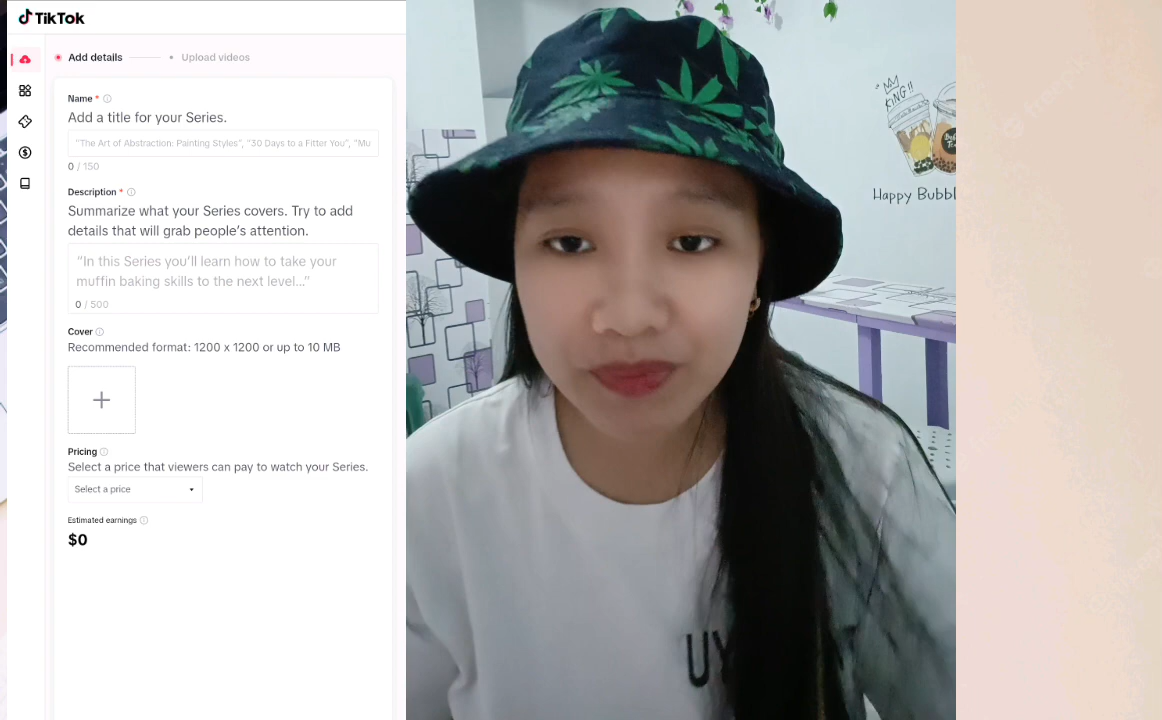 TikTok
Add details
Upload videos
Name *
Add a title for your Series.
"The Art of Abstraction: Painting Styles", "30 Days to a Fitter You", "Mu
0 / 150
Description *
Summarize what your Series covers. Try to add
details that will grab people's attention.
"In this Series you'll learn how to take your
muffin baking skills to the next level..."
0 / 500
Cover
Recommended format: 1200 x 1200 or up to 10 MB
Pricing
Select a price that viewers can pay to watch your Series.
Select a price
Estimated earnings
$0
KING!!
Happy Bubbl
UY